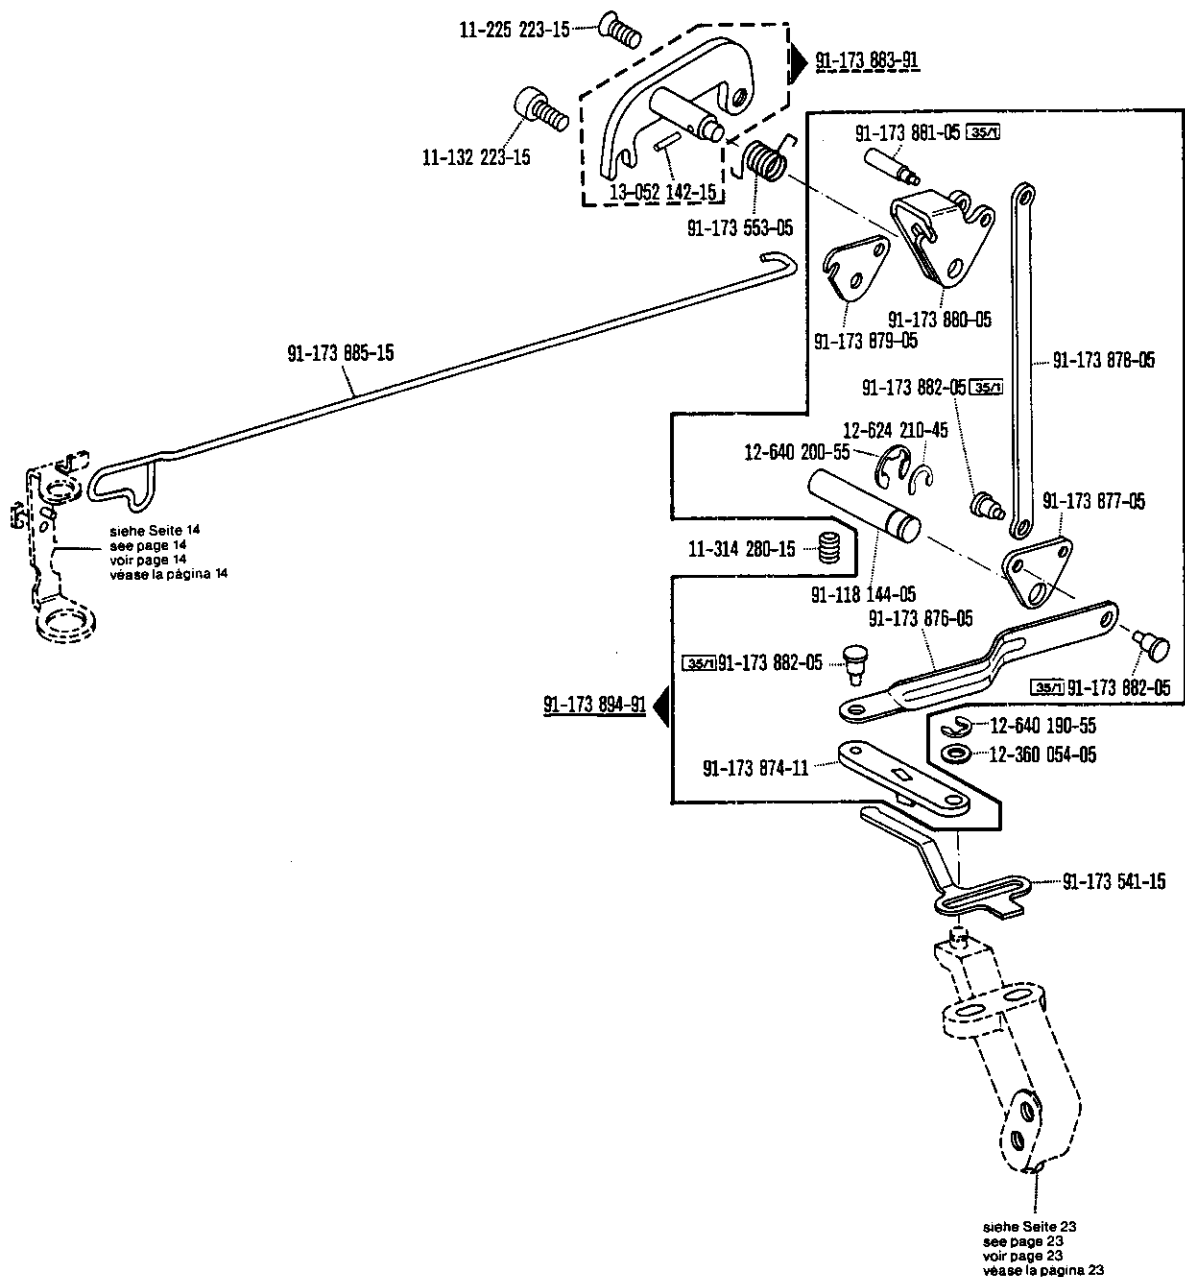 11-225 223-15
91-173 883-91
11-132 223-15
91-173 881-05 35/1
13-052 142-15
91-173 553-05
91-173 880-05
91-173 879-05
91-173 885-15
91-173 878-05
91-173 882-05 35/1
12-624 210-45
12-640 200-55
91-173 877-05
siehe Seite 14
see page 14
voir page 14
véase la página 14
11-314 280-15
91-118 144-05
91-173 876-05
35/1 91-173 882-05
35/1 91-173 882-05
91-173 894-91
12-640 190-55
12-360 054-05
91-173 874-11
91-173 541-15
siehe Seite 23
see page 23
voir page 23
véase la página 23